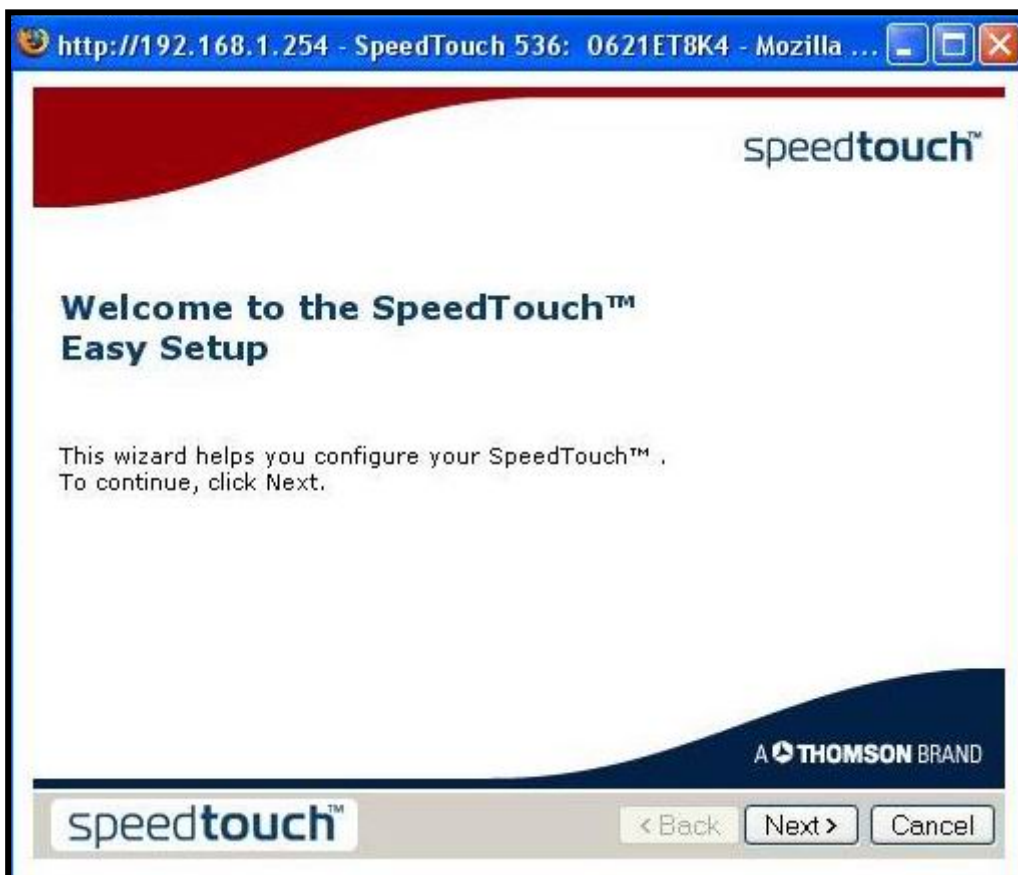 http://192.168.1.254 - SpeedTouch 536: 0621ET8K4 - Mozilla ...
speedtouch™
Welcome to the SpeedTouch™
Easy Setup
This wizard helps you configure your SpeedTouch™ .
To continue, click Next.
A THOMSON BRAND
speedtouch™
< Back
Next >
Cancel